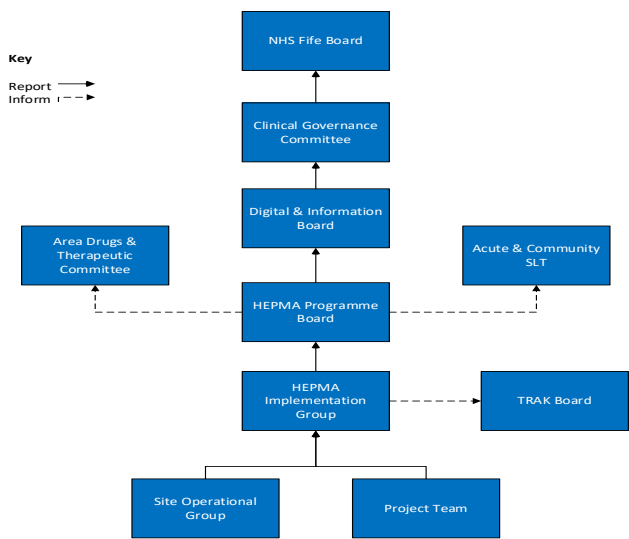 NHS Fife Board
Key
Report
Inform
Clinical Governance
Committee
Digital & Information
Board
Area Drugs &
Therapeutic
Committee
Acute & Community
SLT
HEPMA Programme
Board
HEPMA
Implementation
Group
TRAK Board
Site Operational
Group
Project Team